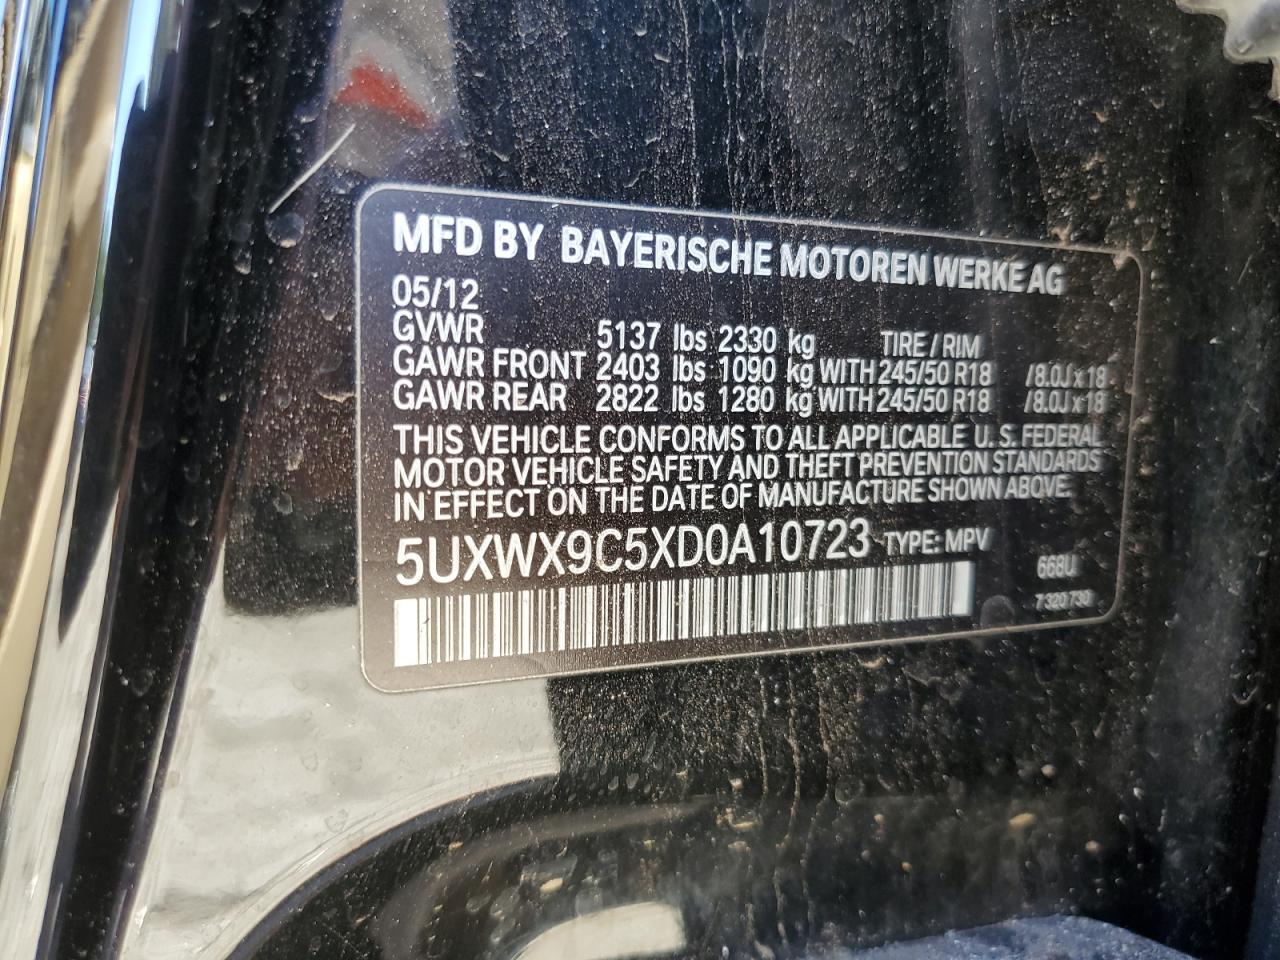 MFD BY BAYERISCHE MOTOREN WERKE AG
05/12
GVWR 5137 lbs 2330 kg TIRE / RIM
GAWR FRONT 2403 lbs 1090 kg WITH 245/50 R18 /8.0J x 18
GAWR REAR 2822 lbs 1280 kg WITH 245/50 R18 /8.0J x 18
THIS VEHICLE CONFORMS TO ALL APPLICABLE U.S. FEDERAL
MOTOR VEHICLE SAFETY AND THEFT PREVENTION STANDARDS
IN EFFECT ON THE DATE OF MANUFACTURE SHOWN ABOVE.
5UXWX9C5XD0A10723 TYPE: MPV
668U
7 320 730